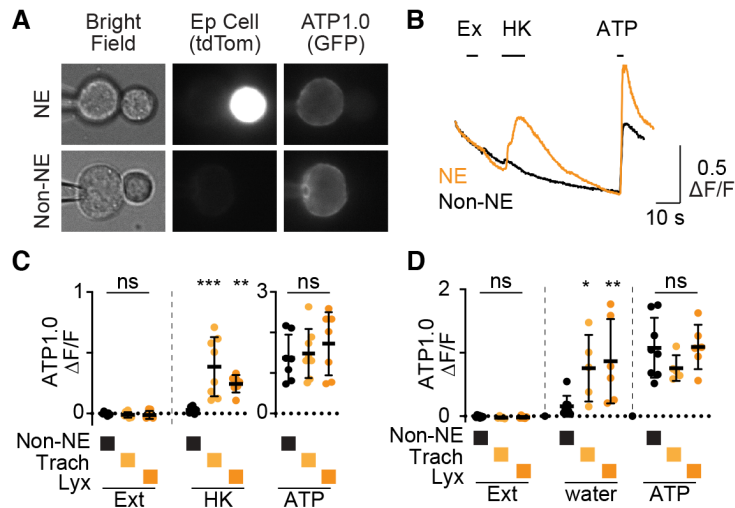 A
Bright Field
Ep Cell (tdTom)
ATP1.0 (GFP)
NE
Non-NE
B
Ex HK ATP
NE
Non-NE
0.5 ΔF/F
10 s
C
ns *** ** ns
ATP1.0 ΔF/F
1
0
3
0
Non-NE
Trach
Lyx
Ext HK ATP
D
ns * ** ns
ATP1.0 ΔF/F
2
0
Non-NE
Trach
Lyx
Ext water ATP